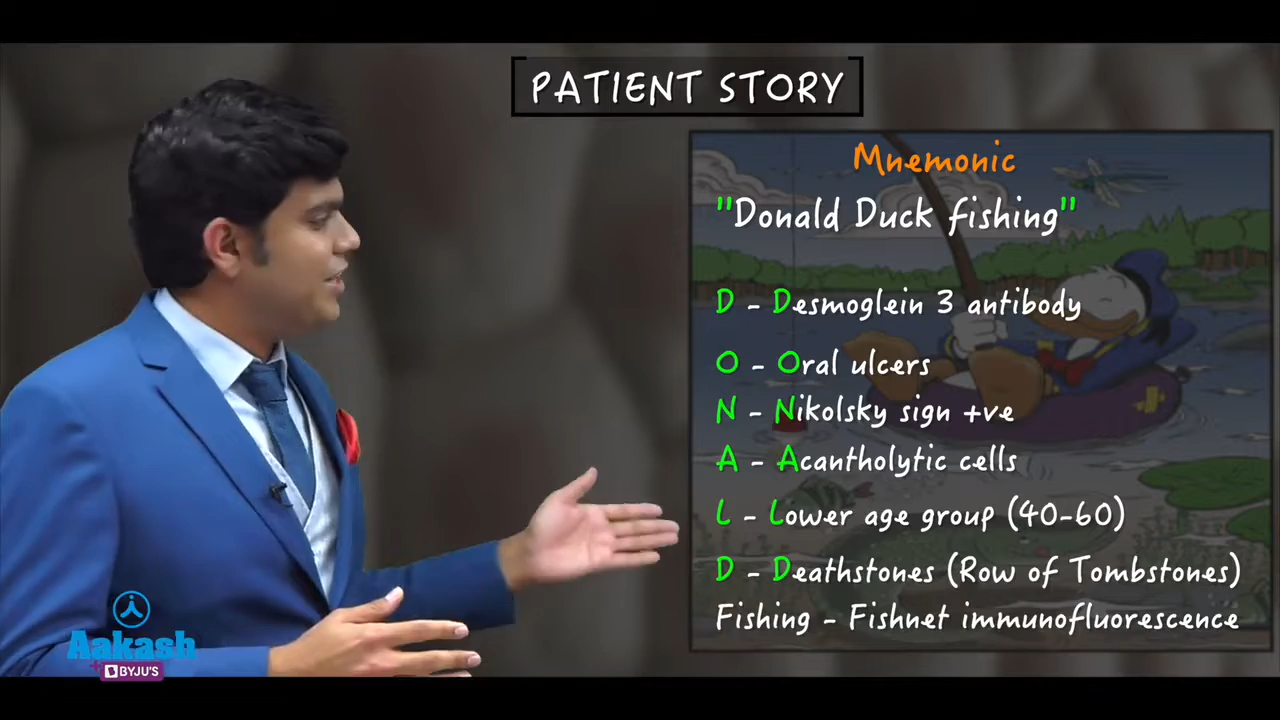 PATIENT STORY
Mnemonic
"Donald Duck fishing"
D - Desmoglein 3 antibody
O - Oral ulcers
N - Nikolsky sign +ve
A - Acantholytic cells
L - Lower age group (40-60)
D - Deathstones (Row of Tombstones)
Fishing - Fishnet immunofluorescence
Aakash
+ BYJU'S